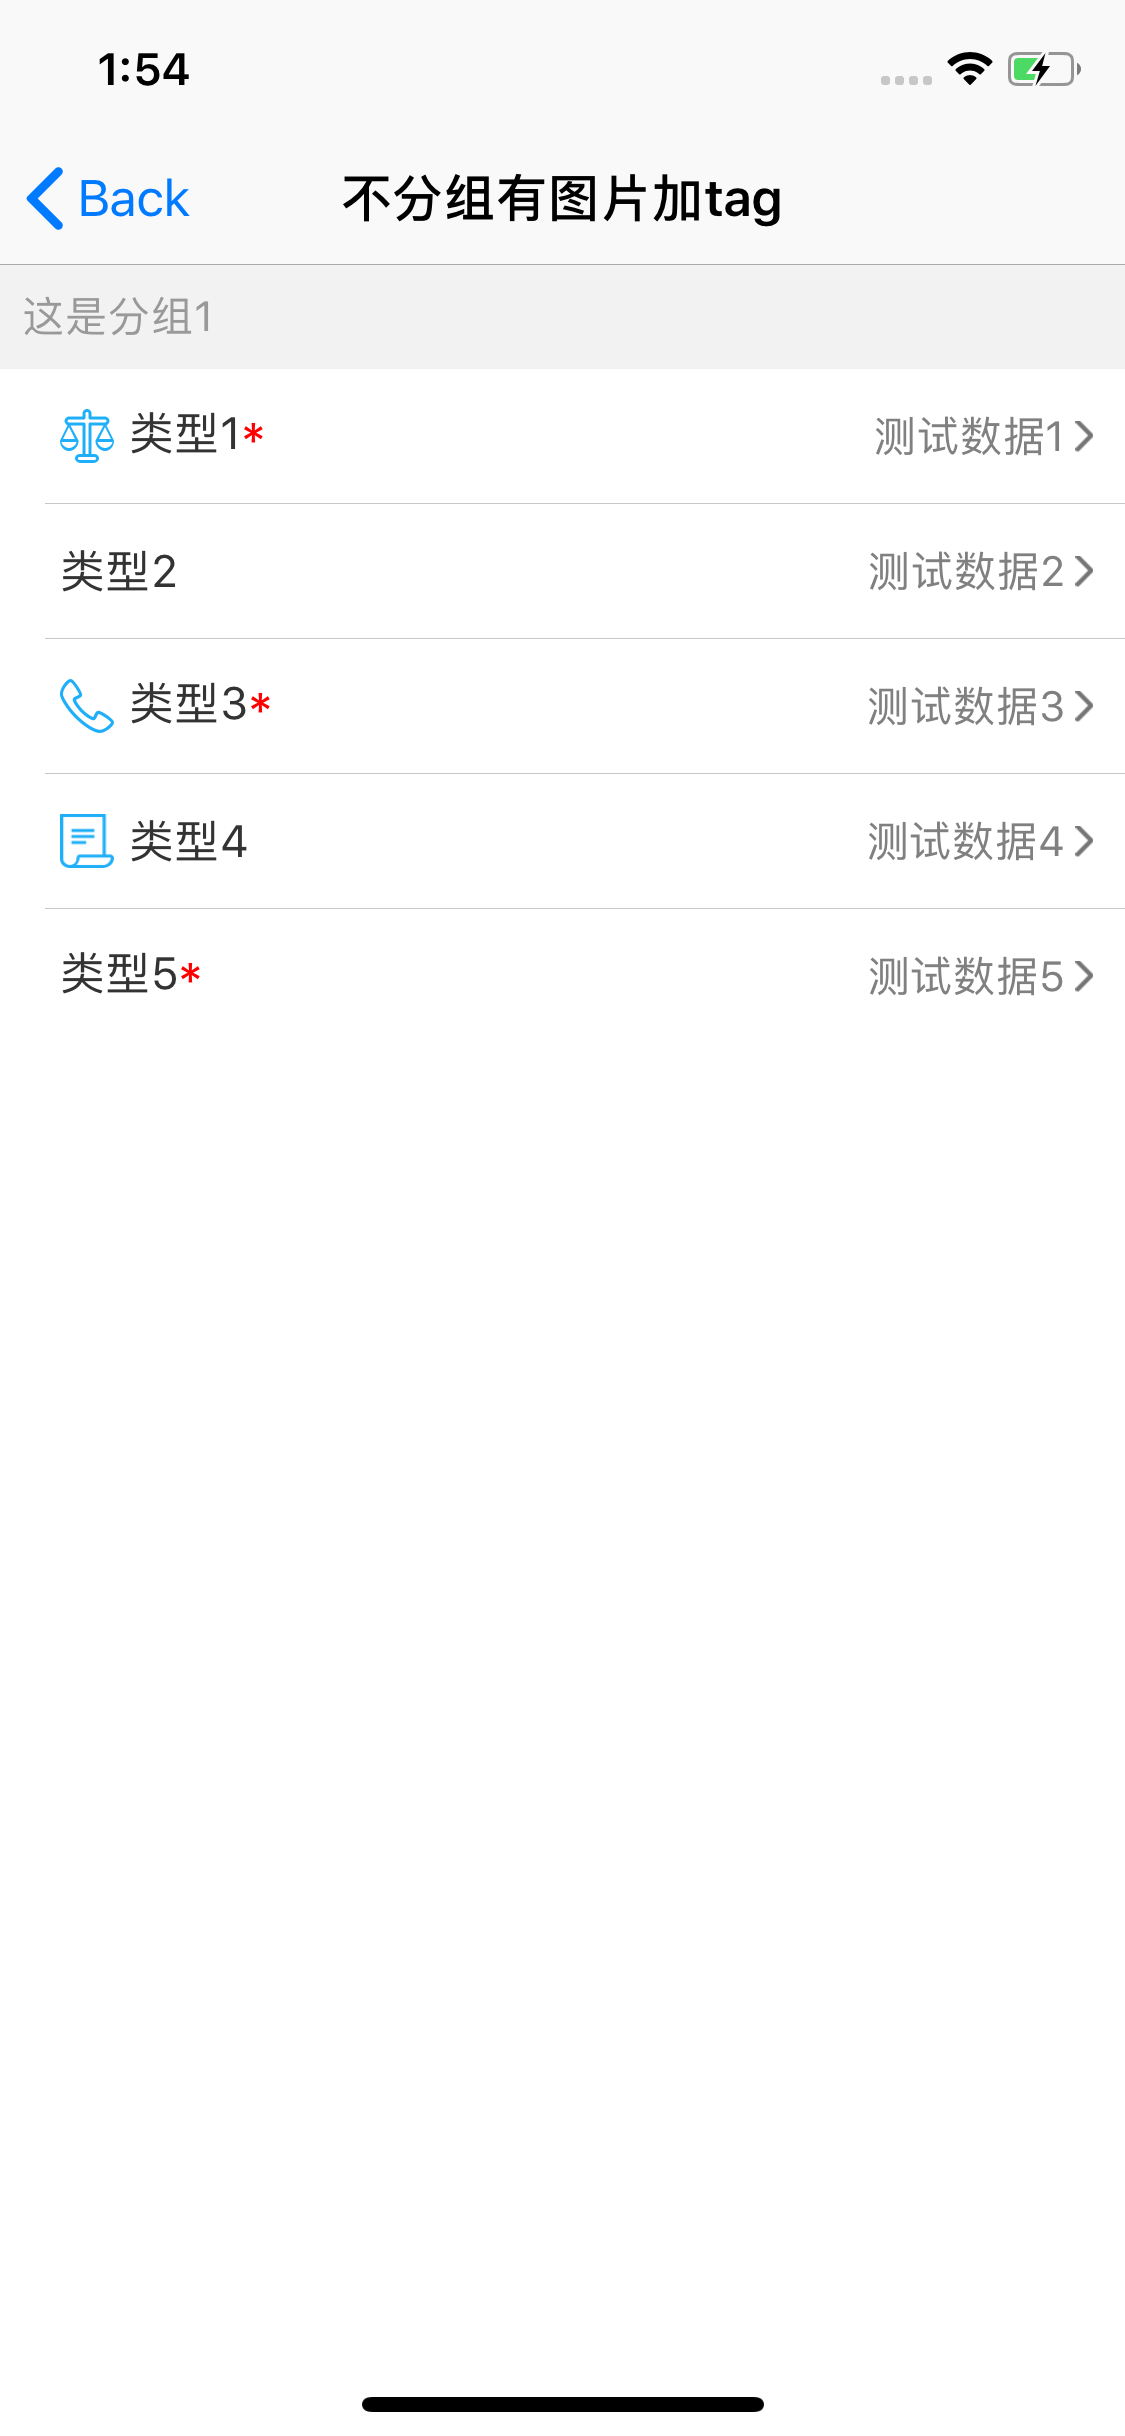 1:54
Back
不分组有图片加tag
这是分组1
类型1* 测试数据1
类型2 测试数据2
类型3* 测试数据3
类型4 测试数据4
类型5* 测试数据5